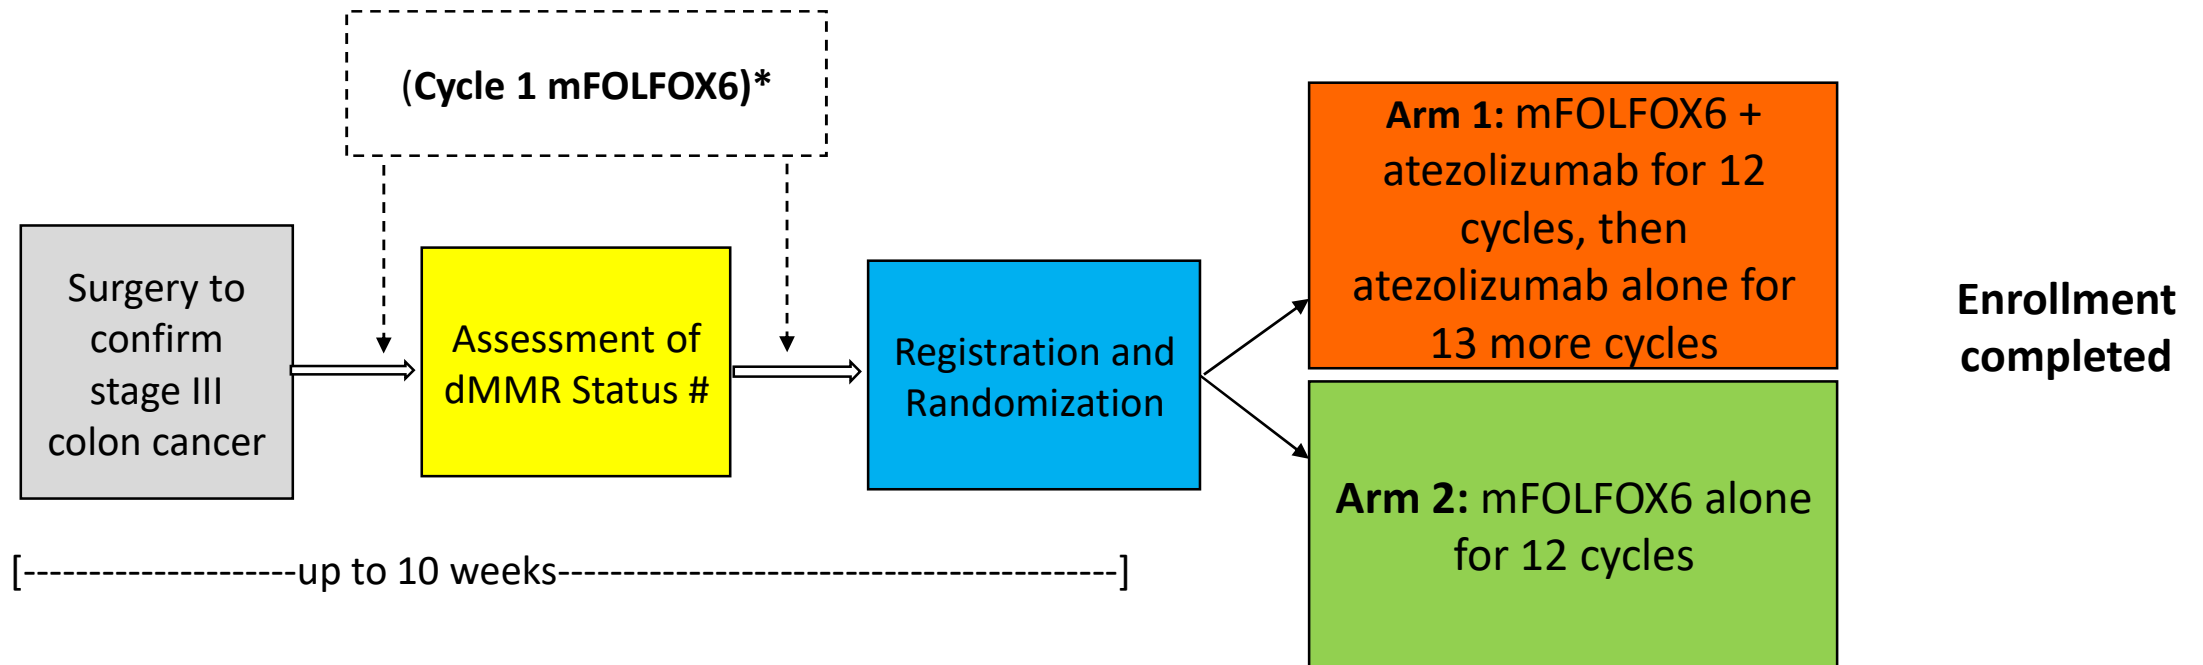 (Cycle 1 mFOLFOX6)*
Surgery to
confirm
stage III
colon cancer
Assessment of
dMMR Status #
Registration and
Randomization
Arm 1: mFOLFOX6 +
atezolizumab for 12
cycles, then
atezolizumab alone for
13 more cycles
Arm 2: mFOLFOX6 alone
for 12 cycles
Enrollment
completed
[--------------------up to 10 weeks-----------------------------------------]